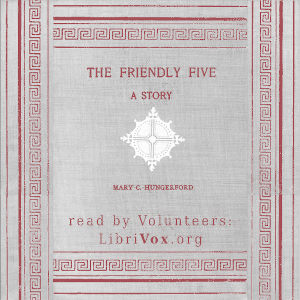 THE FRIENDLY FIVE
A STORY
MARY C. HUNGERFORD
read by Volunteers:
LibriVox.org